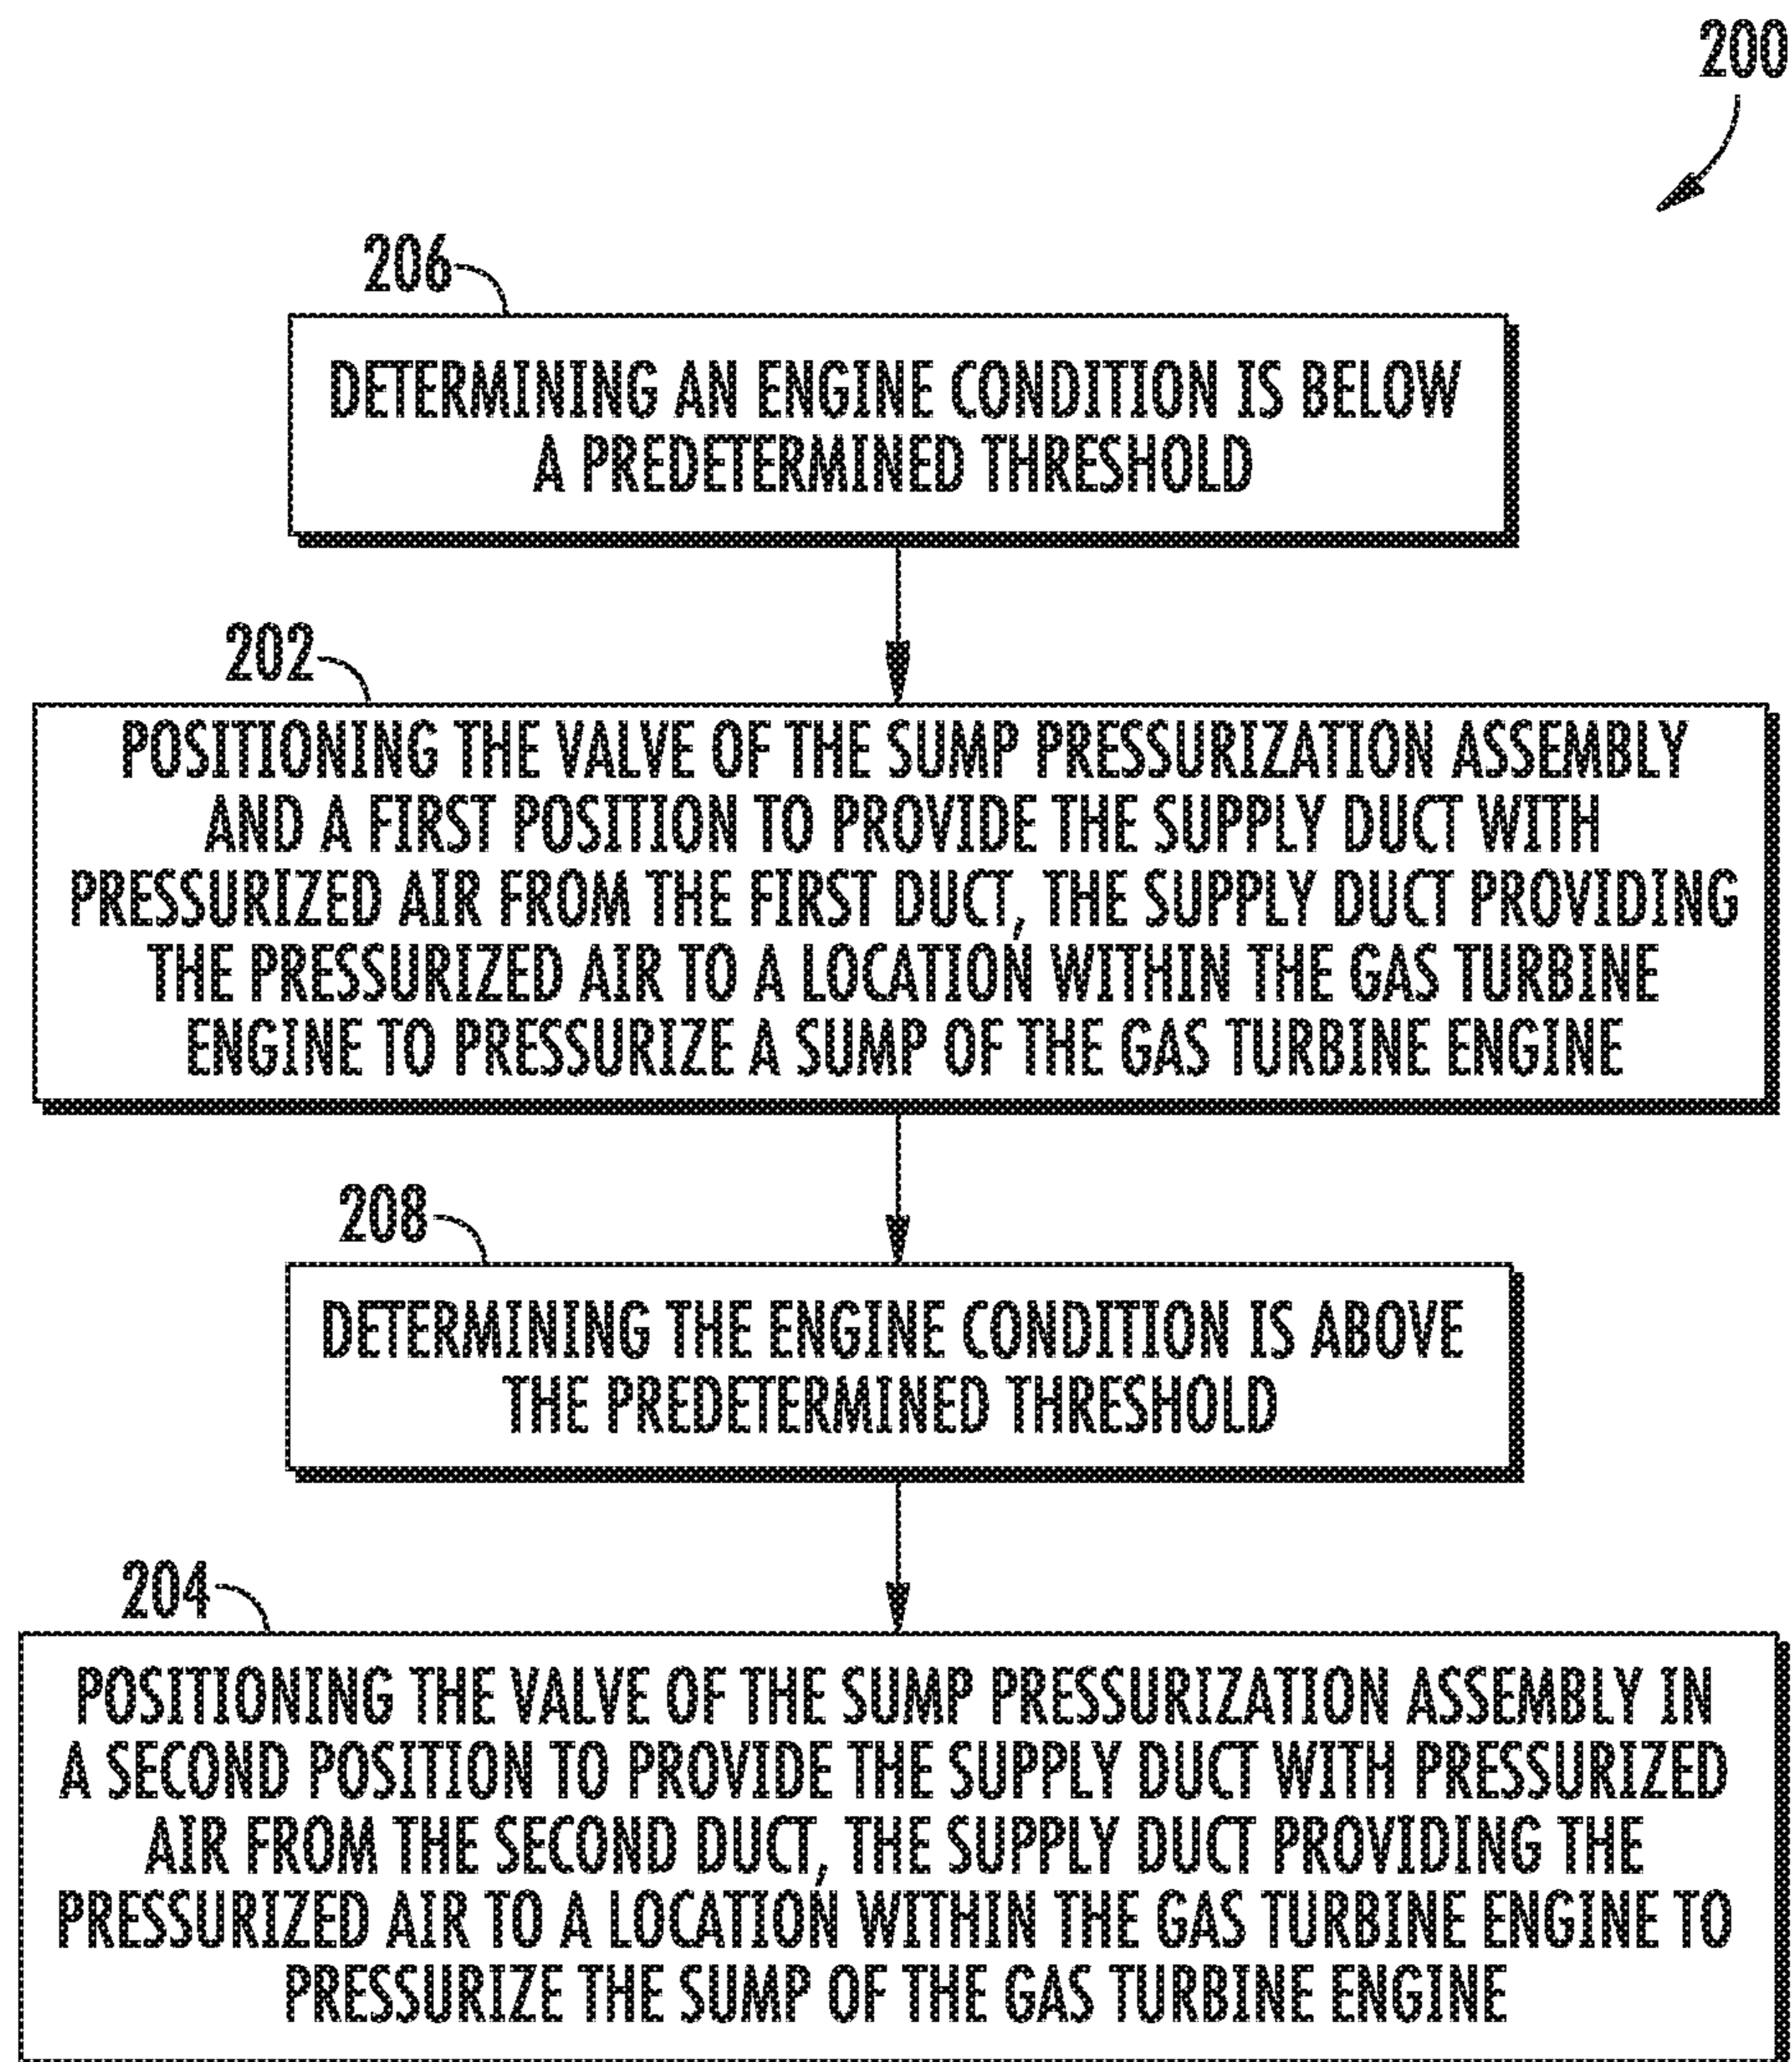 200
206
DETERMINING AN ENGINE CONDITION IS BELOW
A PREDETERMINED THRESHOLD
202
POSITIONING THE VALVE OF THE SUMP PRESSURIZATION ASSEMBLY
AND A FIRST POSITION TO PROVIDE THE SUPPLY DUCT WITH
PRESSURIZED AIR FROM THE FIRST DUCT, THE SUPPLY DUCT PROVIDING
THE PRESSURIZED AIR TO A LOCATION WITHIN THE GAS TURBINE
ENGINE TO PRESSURIZE A SUMP OF THE GAS TURBINE ENGINE
208
DETERMINING THE ENGINE CONDITION IS ABOVE
THE PREDETERMINED THRESHOLD
204
POSITIONING THE VALVE OF THE SUMP PRESSURIZATION ASSEMBLY IN
A SECOND POSITION TO PROVIDE THE SUPPLY DUCT WITH PRESSURIZED
AIR FROM THE SECOND DUCT, THE SUPPLY DUCT PROVIDING THE
PRESSURIZED AIR TO A LOCATION WITHIN THE GAS TURBINE ENGINE TO
PRESSURIZE THE SUMP OF THE GAS TURBINE ENGINE